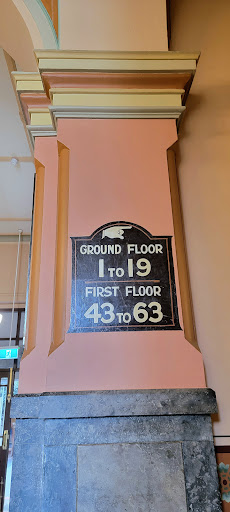 GROUND FLOOR
1 TO 19
FIRST FLOOR
43 TO 63